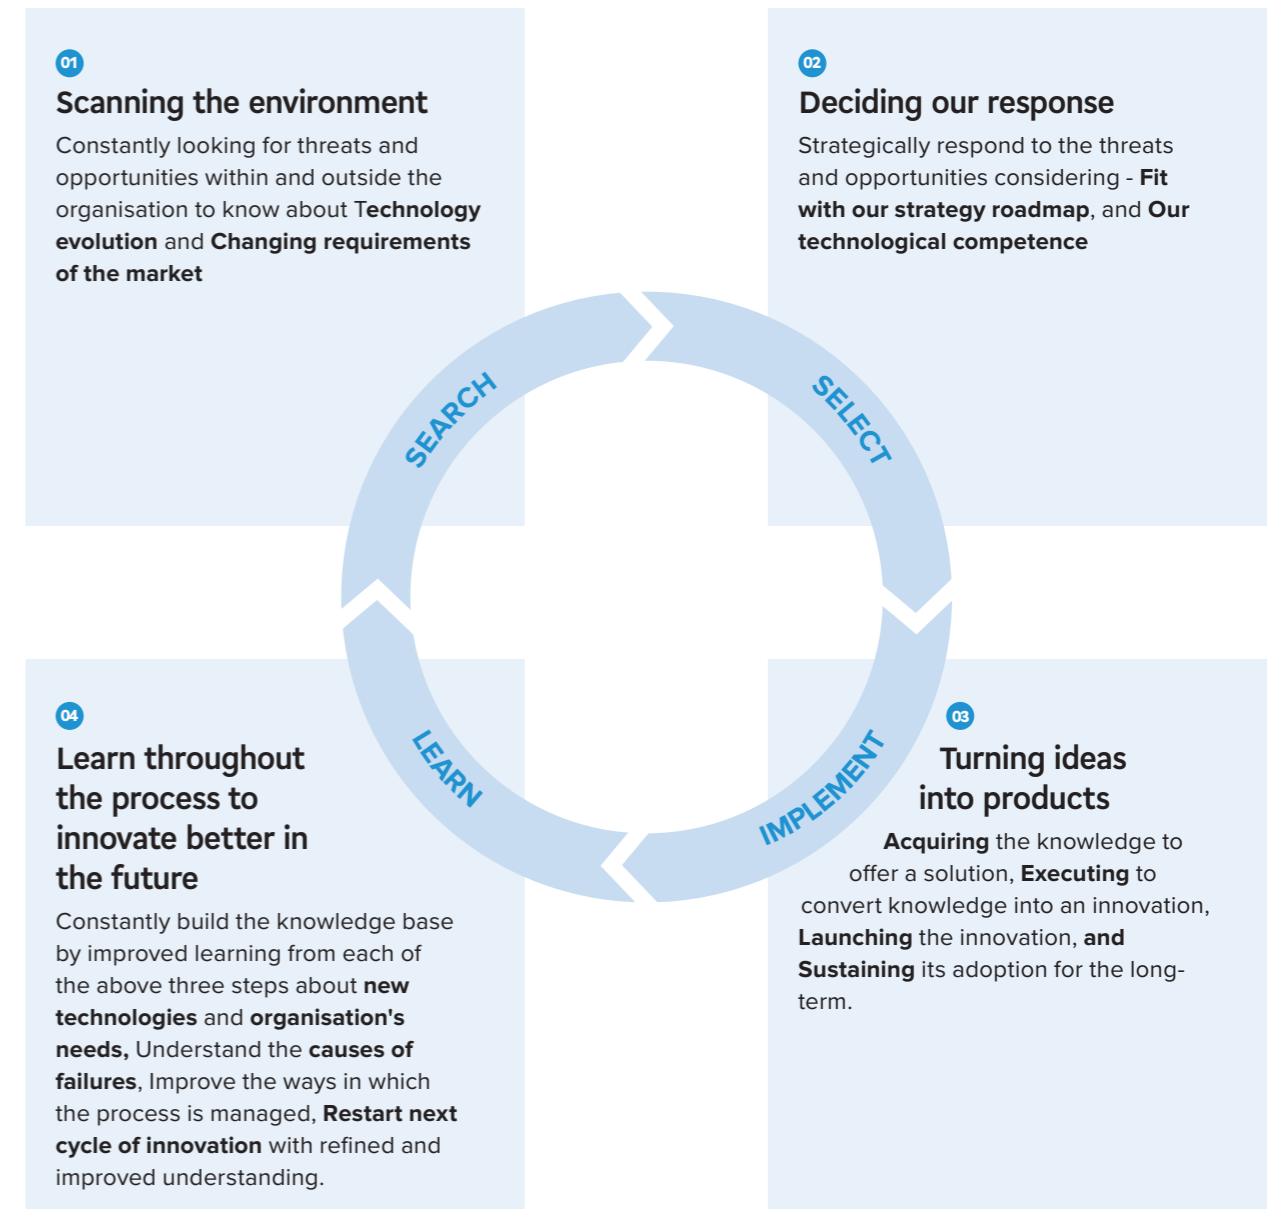 01
Scanning the environment
Constantly looking for threats and
opportunities within and outside the
organisation to know about Technology
evolution and Changing requirements
of the market
02
Deciding our response
Strategically respond to the threats
and opportunities considering - Fit
with our strategy roadmap, and Our
technological competence
SEARCH
SELECT
LEARN
IMPLEMENT
03
Turning ideas
into products
Acquiring the knowledge to
offer a solution, Executing to
convert knowledge into an innovation,
Launching the innovation, and
Sustaining its adoption for the long-
term.
04
Learn throughout
the process to
innovate better in
the future
Constantly build the knowledge base
by improved learning from each of
the above three steps about new
technologies and organisation's
needs, Understand the causes of
failures, Improve the ways in which
the process is managed, Restart next
cycle of innovation with refined and
improved understanding.